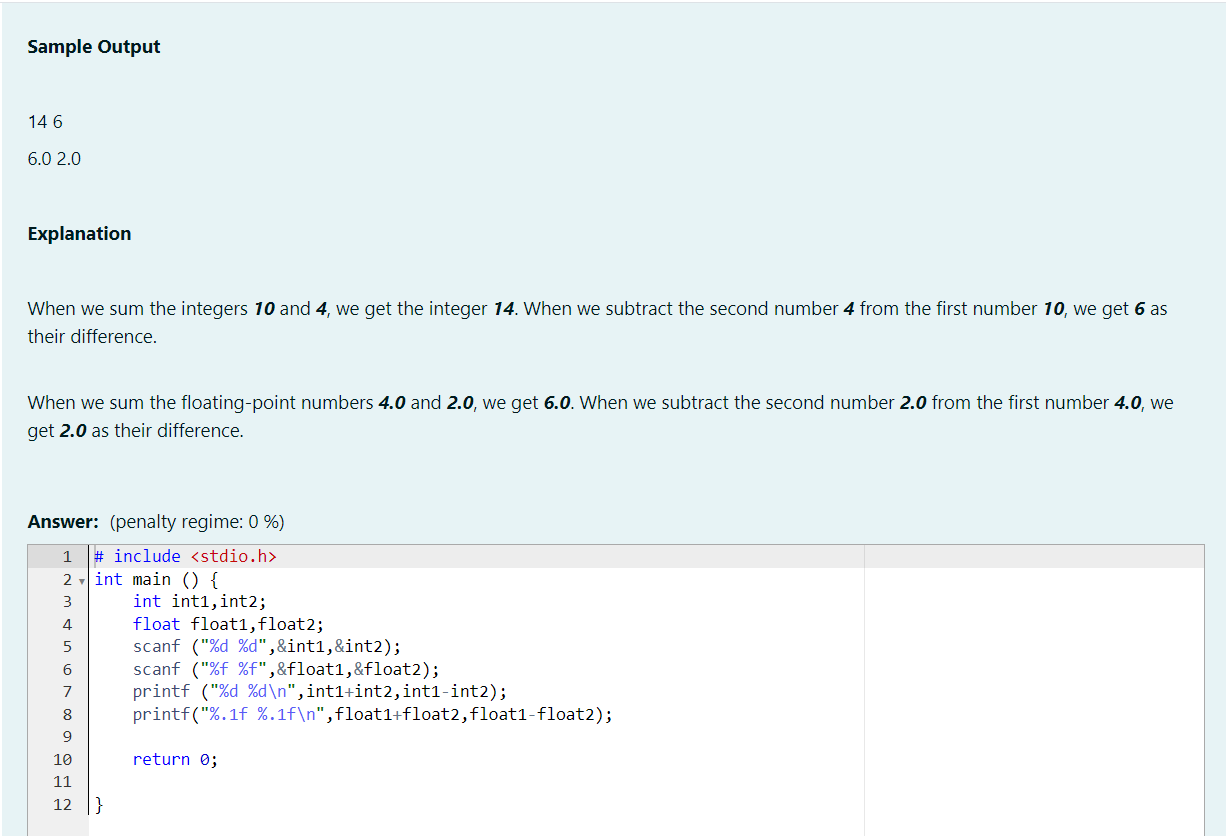 Sample Output
14 6
6.0 2.0
Explanation
When we sum the integers 10 and 4, we get the integer 14. When we subtract the second number 4 from the first number 10, we get 6 as
their difference.
When we sum the floating-point numbers 4.0 and 2.0, we get 6.0. When we subtract the second number 2.0 from the first number 4.0, we
get 2.0 as their difference.
Answer: (penalty regime: 0 %)
1 # include <stdio.h>
2 int main () {
3     int int1,int2;
4     float float1,float2;
5     scanf ("%d %d",&int1,&int2);
6     scanf ("%f %f",&float1,&float2);
7     printf ("%d %d\n",int1+int2,int1-int2);
8     printf("%.1f %.1f\n",float1+float2,float1-float2);
9
10     return 0;
11
12 }